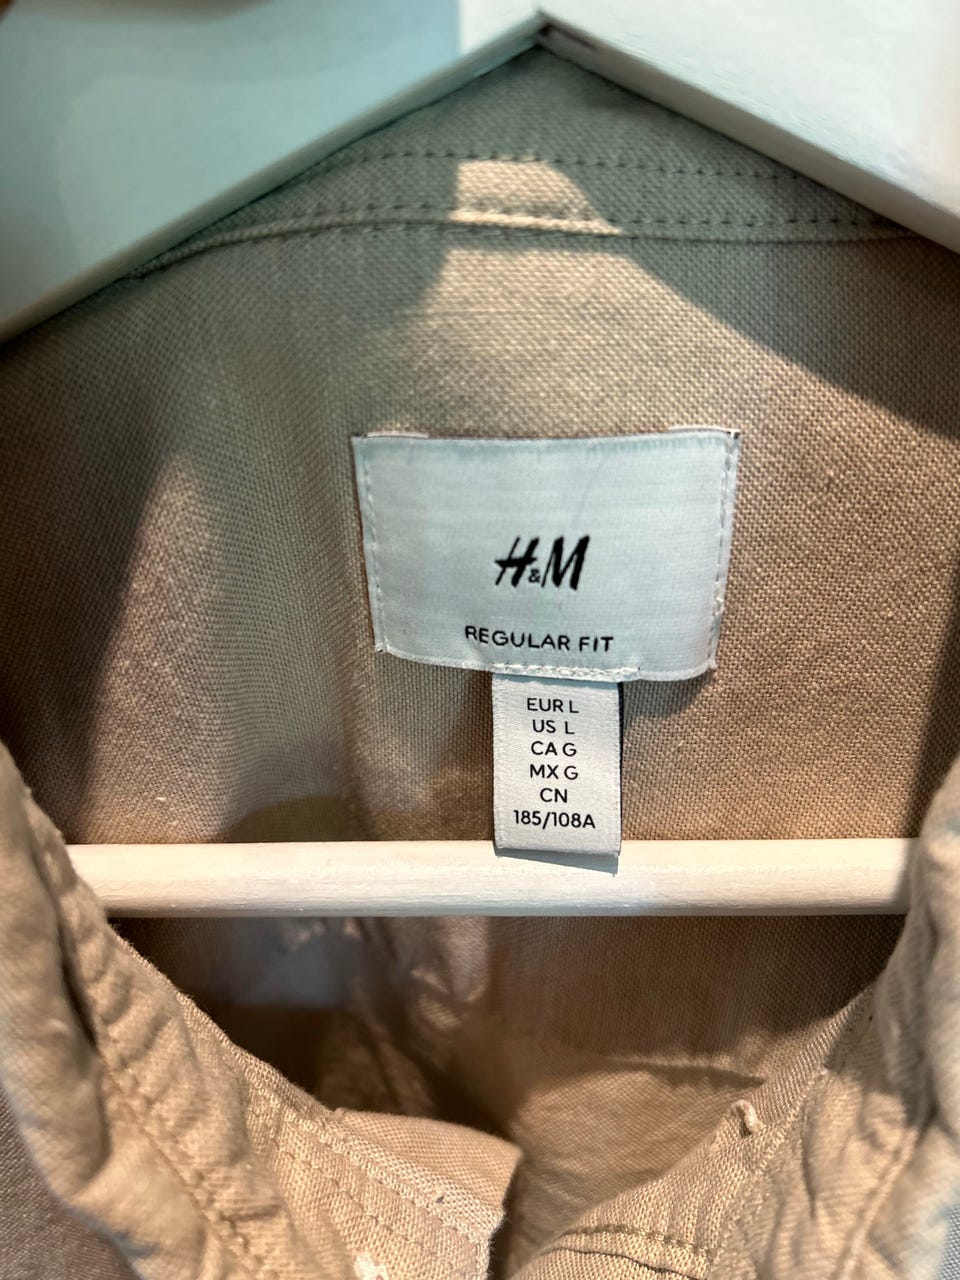 H&M
REGULAR FIT
EUR L
US L
CA G
MX G
CN
185/108A